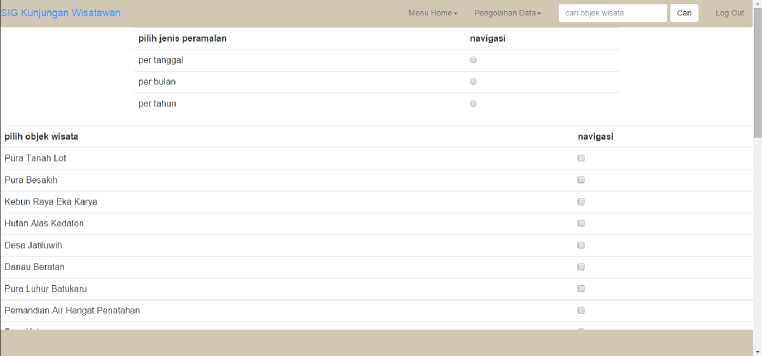 SIG Kunjungan Wisatawan Menu Home Pengolahan Data cari objek wisata Cari Log Out
pilih jenis peramalan navigasi
per tanggal
per bulan
per tahun
pilih objek wisata navigasi
Pura Tanah Lot
Pura Besakih
Kebun Raya Eka Karya
Hutan Alas Kedaton
Desa Jatiluwih
Danau Beratan
Pura Luhur Batukaru
Pemandian Air Hangat Penatahan